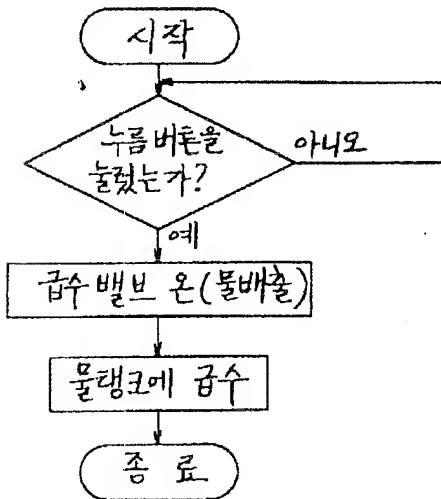 시작
누름 버튼을
눌렀는가?
아니오
예
급수 밸브 온(물배출)
물탱크에 급수
종료